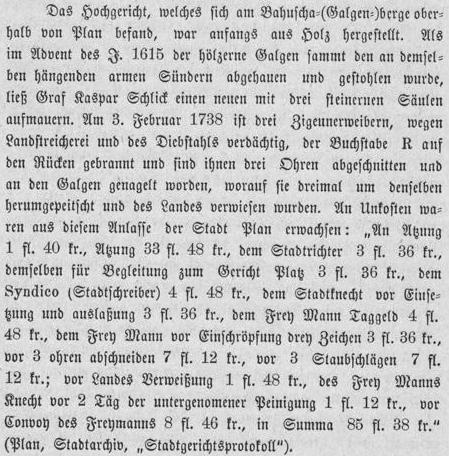 Das Hochgericht, welches sich am Bahuscha-(Galgen-)berge ober-
halb von Plan befand, war anfangs aus Holz hergestellt. Als
im Advent des J. 1615 der hölzerne Galgen sammt den an demsel-
ben hängenden armen Sündern abgehauen und gestohlen wurde,
ließ Graf Kaspar Schlick einen neuen mit drei steinernen Säulen
aufmauern. Am 3. Februar 1738 ist drei Zigeunerweibern, wegen
Landstreicherei und des Diebstahls verdächtig, der Buchstabe R auf
den Rücken gebrannt und sind ihnen drei Ohren abgeschnitten und
an den Galgen genagelt worden, worauf sie dreimal um denselben
herumgepeitscht und des Landes verwiesen wurden. An Unkosten wa-
ren aus diesem Anlasse der Stadt Plan erwachsen: „An Atzung
1 fl. 40 kr., Atzung 33 fl. 48 kr., dem Stadtrichter 3 fl. 36 kr.,
demselben für Begleitung zum Gericht Platz 3 fl. 36 kr., dem
Syndico (Stadtschreiber) 4 fl. 48 kr., dem Stadtknecht vor Einse-
tzung und auslaßung 3 fl. 36 kr., dem Frey Mann Taggeld 4 fl.
48 kr., dem Frey Mann vor Einschröpfung drey Zeichen 3 fl. 36 kr.,
vor 3 ohren abschneiden 7 fl. 12 kr., vor 3 Staubschlägen 7 fl.
12 kr.; vor Landes Verweißung 1 fl. 48 kr., des Frey Manns
Knecht vor 2 Täg der untergenomener Peinigung 1 fl. 12 kr., vor
Convoy des Freymanns 8 fl. 46 kr., in Summa 85 fl. 38 kr.“
(Plan, Stadtarchiv, „Stadtgerichtsprotokoll“).